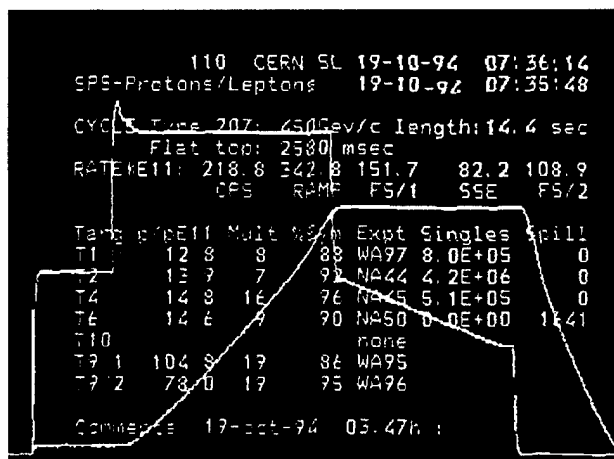 110 CERN SL 19-10-94 07:36:14
SPS-Protons/Leptons 19-10-94 07:35:48
CYCLE Type 207: 450Gev/c length:14.4 sec
Flat top: 2580 msec
RATE*E11: 218.8 342.8 151.7 82.2 108.9
CPS RAMP FS/1 SSE FS/2
Targ p/pE11 Mult %Sym Expt Singles Spill
T1 12 8 8 88 WA97 8.0E+05 0
T2 13 9 7 92 NA44 4.2E+06 0
T4 14 8 16 96 NA45 5.1E+05 0
T6 14 6 9 90 NA50 0.0E+00 1641
T10 none
T9 1 104 8 19 86 WA95
T9 2 78.0 19 95 WA96
Comments 19-oct-94 03.47h :